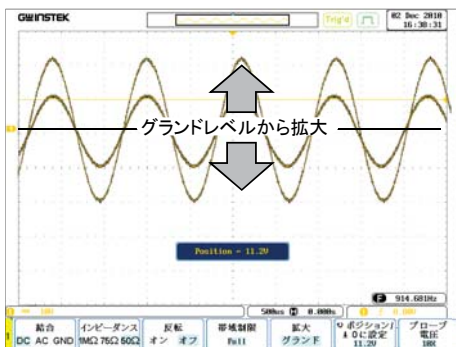 GWINSTEK
Trig'd
02 Dec 2010
16:30:31
グランドレベルから拡大
Position = 11.2V
F 914.681Hz
500us H 0.000s
1
結合
DC AC GND
インピーダンス
1MΩ 75Ω 50Ω
反転
オン オフ
帯域制限
Full
拡大
グランド
ポジション/
0に設定
11.2V
プローブ
電圧
10X